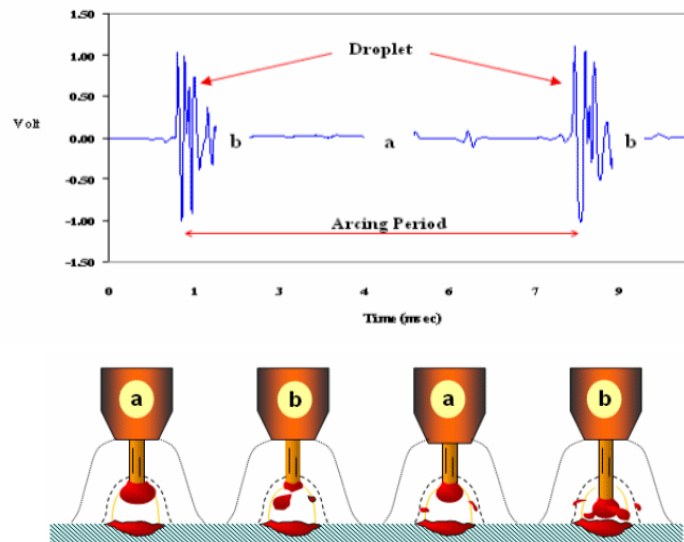 1.50
1.00
0.50
0.00
-0.50
-1.00
-1.50
Volt
Droplet
b a b
Arcing Period
0 1 3 4 6 7 9
Time (msec)
a b a b